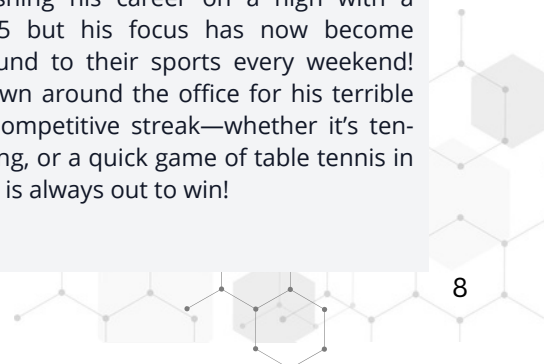 shing his career on a high with a
5 but his focus has now become
und to their sports every weekend!
wn around the office for his terrible
ompetitive streak—whether it’s ten-
ng, or a quick game of table tennis in
is always out to win!
8